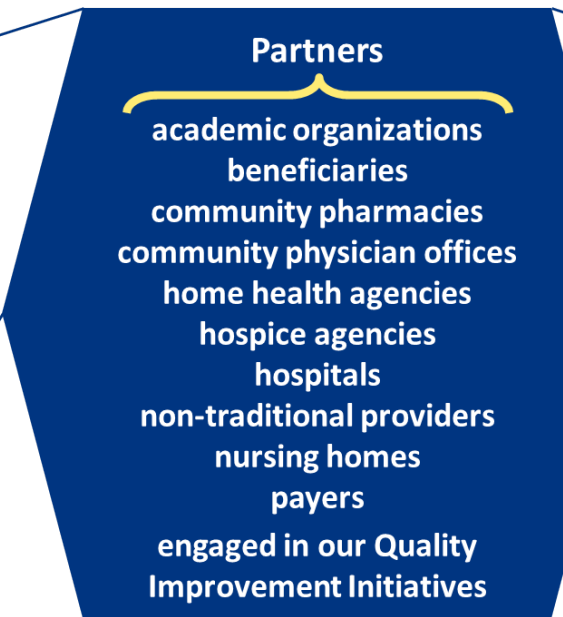 Partners
academic organizations
beneficiaries
community pharmacies
community physician offices
home health agencies
hospice agencies
hospitals
non-traditional providers
nursing homes
payers
engaged in our Quality
Improvement Initiatives